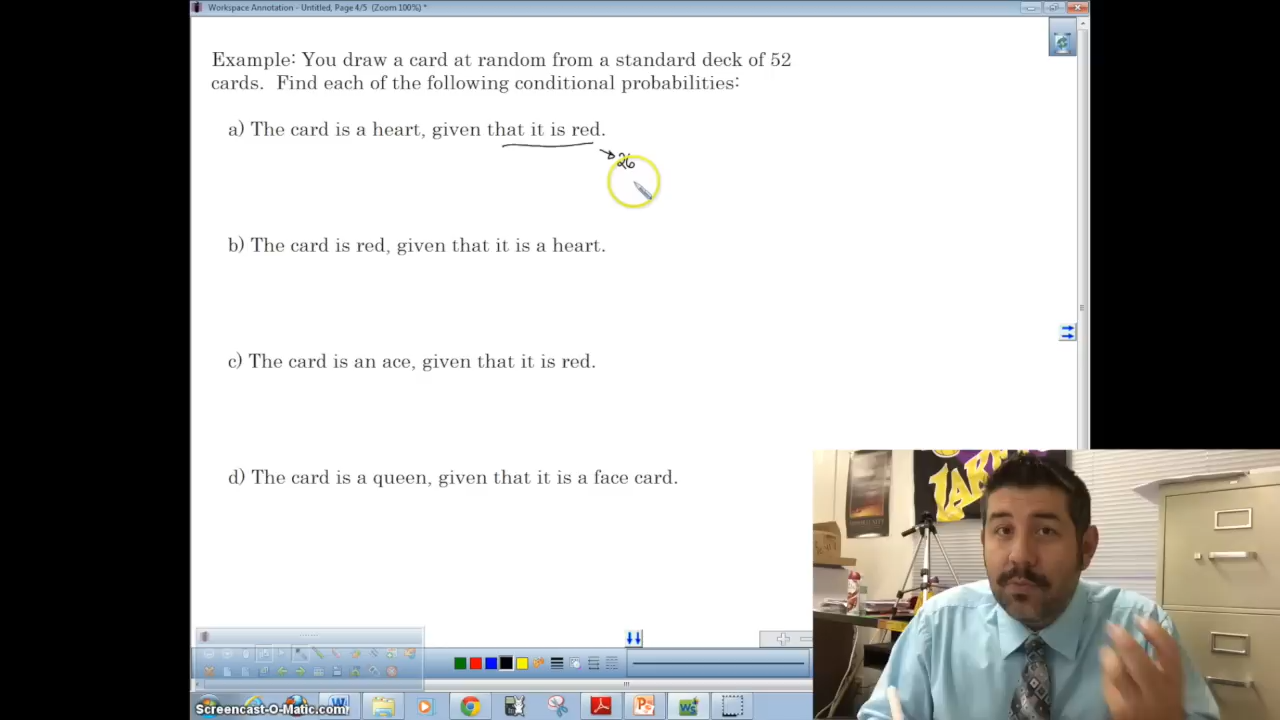 Workspace Annotation - Untitled, Page 4/5 (Zoom 100%) *
Example: You draw a card at random from a standard deck of 52
cards. Find each of the following conditional probabilities:
a) The card is a heart, given that it is red.
26
b) The card is red, given that it is a heart.
c) The card is an ace, given that it is red.
d) The card is a queen, given that it is a face card.
Screencast-O-Matic.com